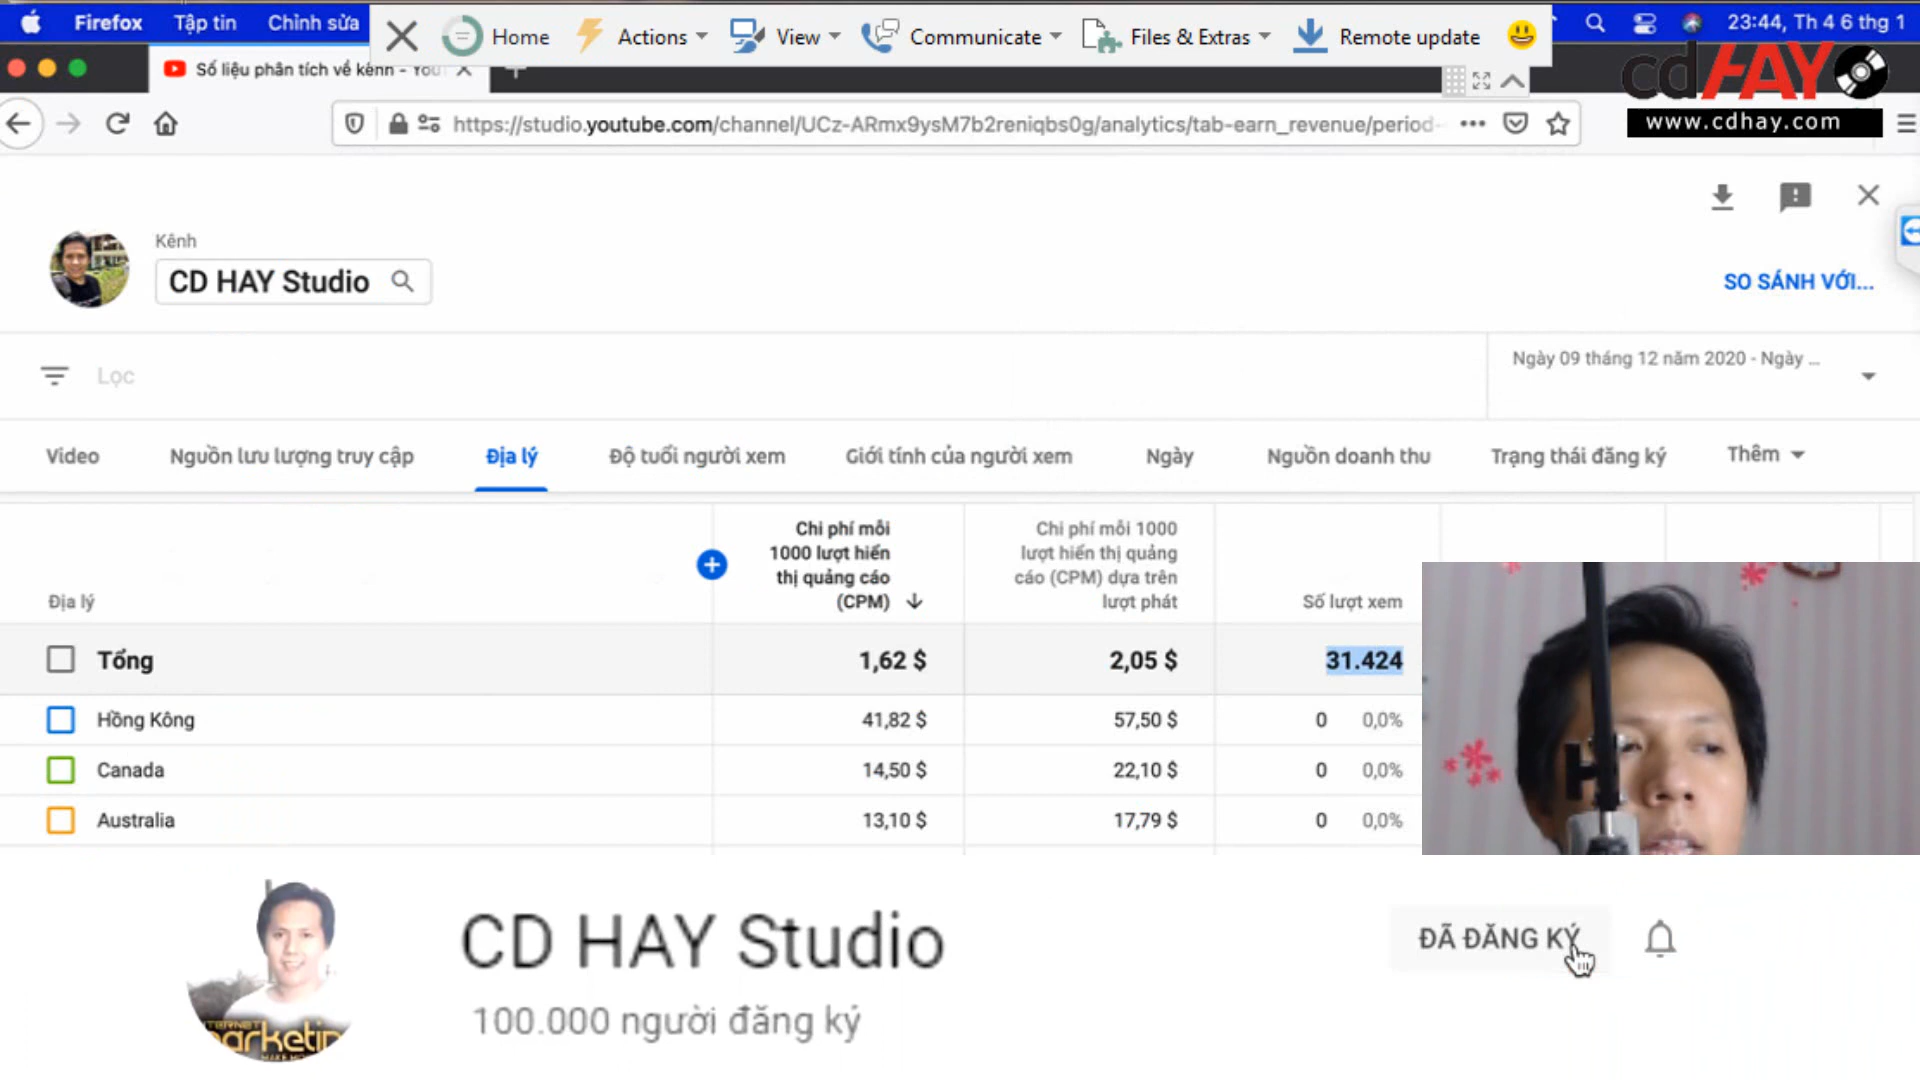 Firefox Tập tin Chỉnh sửa
Home Actions View Communicate Files & Extras Remote update
23:44, Th 4 6 thg 1
cdHAY
www.cdhay.com
Số liệu phân tích về kênh - You
https://studio.youtube.com/channel/UCz-ARmx9ysM7b2reniqbs0g/analytics/tab-earn_revenue/period-
Kênh
CD HAY Studio
SO SÁNH VỚI...
Lọc
Ngày 09 tháng 12 năm 2020 - Ngày ...
Video Nguồn lưu lượng truy cập Địa lý Độ tuổi người xem Giới tính của người xem Ngày Nguồn doanh thu Trạng thái đăng ký Thêm
Địa lý
Chi phí mỗi
1000 lượt hiển
thị quảng cáo
(CPM)
Chi phí mỗi 1000
lượt hiển thị quảng
cáo (CPM) dựa trên
lượt phát
Số lượt xem
Tổng 1,62 $ 2,05 $ 31.424
Hồng Kông 41,82 $ 57,50 $ 0 0,0%
Canada 14,50 $ 22,10 $ 0 0,0%
Australia 13,10 $ 17,79 $ 0 0,0%
CD HAY Studio
100.000 người đăng ký
ĐÃ ĐĂNG KÝ